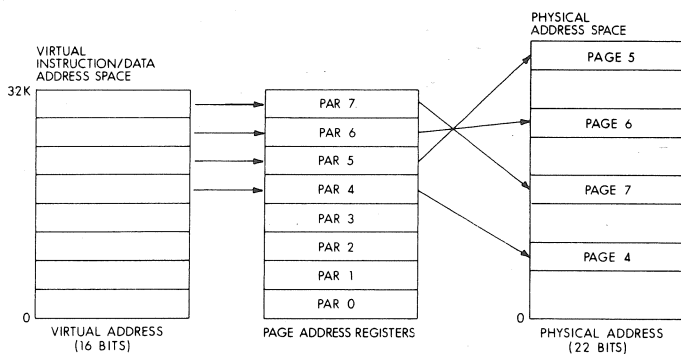 VIRTUAL
INSTRUCTION/DATA
ADDRESS SPACE
32K
0
VIRTUAL ADDRESS
(16 BITS)
PAR 7
PAR 6
PAR 5
PAR 4
PAR 3
PAR 2
PAR 1
PAR 0
PAGE ADDRESS REGISTERS
PHYSICAL
ADDRESS SPACE
PAGE 5
PAGE 6
PAGE 7
PAGE 4
0
PHYSICAL ADDRESS
(22 BITS)